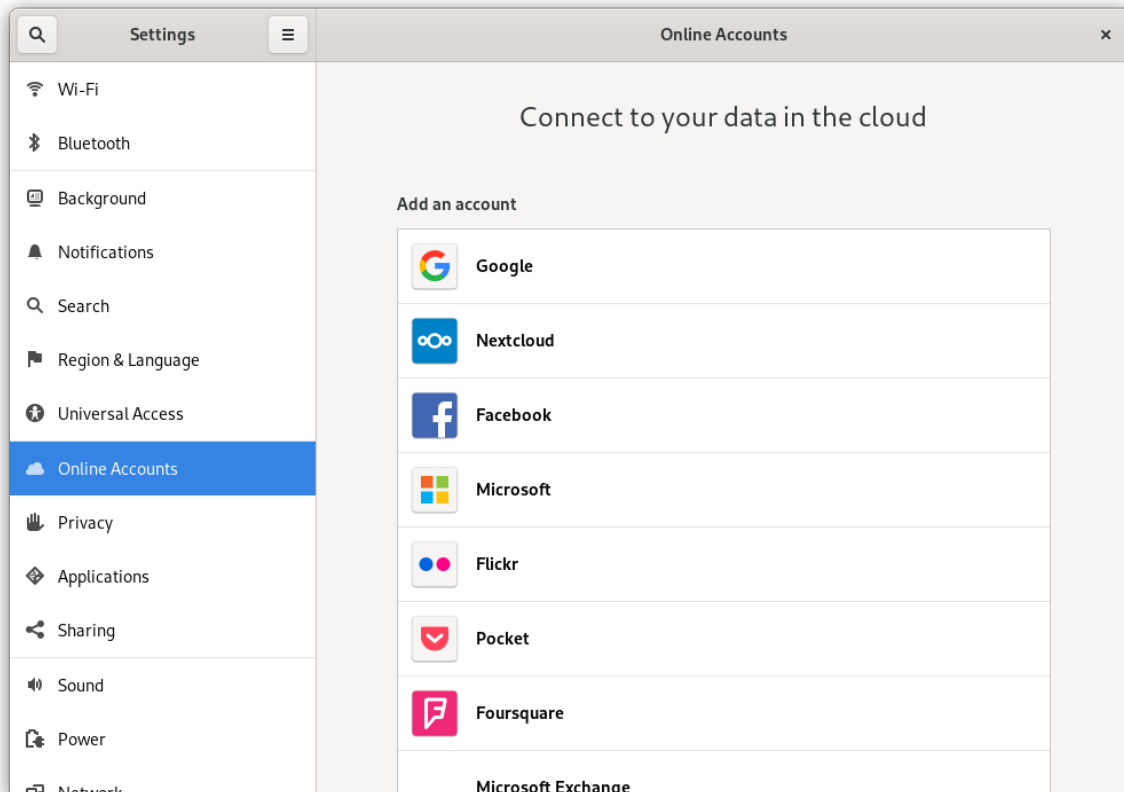 Settings
Online Accounts
Wi-Fi
Bluetooth
Background
Notifications
Search
Region & Language
Universal Access
Online Accounts
Privacy
Applications
Sharing
Sound
Power
Network
Connect to your data in the cloud
Add an account
Google
Nextcloud
Facebook
Microsoft
Flickr
Pocket
Foursquare
Microsoft Exchange